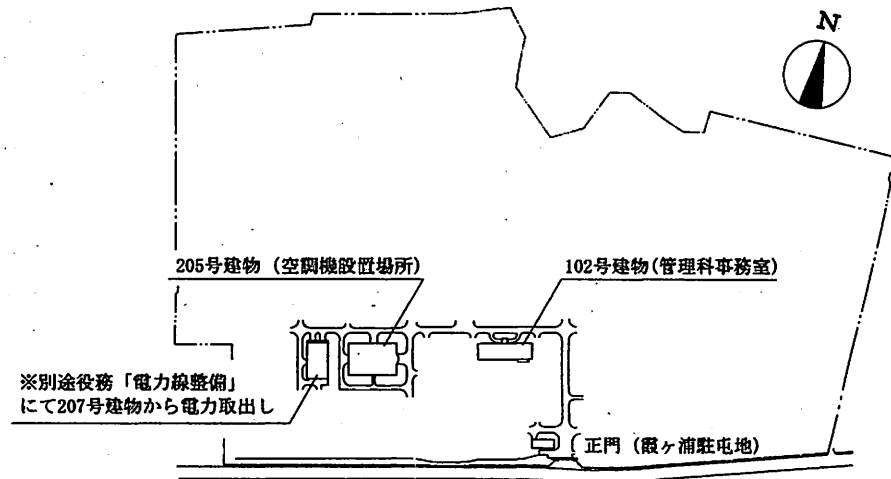 N
205号建物（空調機設置場所）
102号建物（管理科事務室）
※別途役務「電力線整備」
にて207号建物から電力取出し
正門（霞ヶ浦駐屯地）